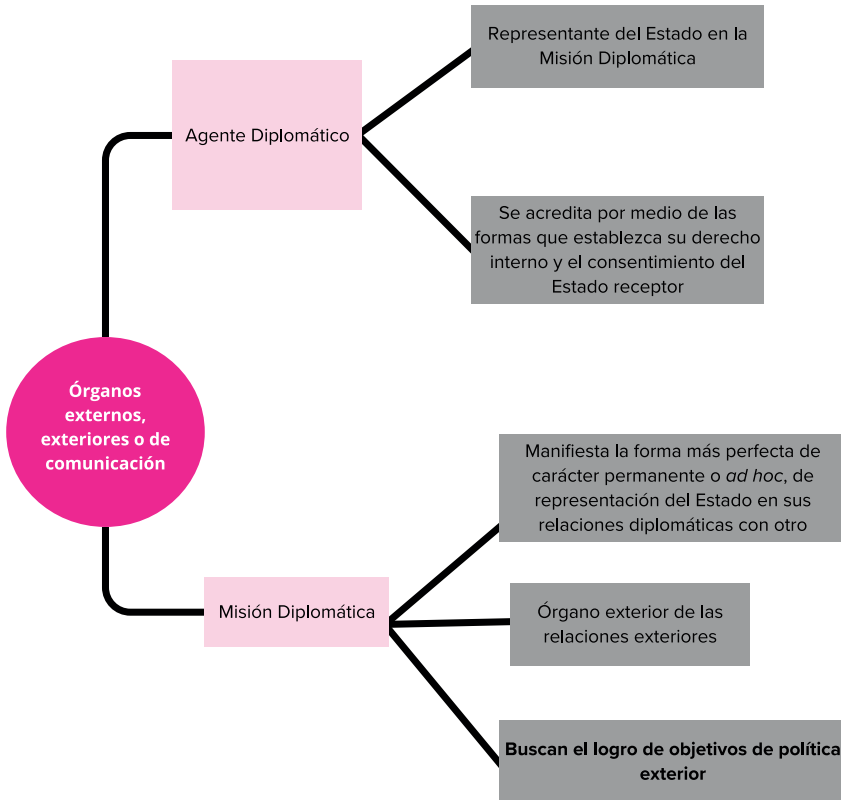 Representante del Estado en la
Misión Diplomática
Agente Diplomático
Se acredita por medio de las
formas que establezca su derecho
interno y el consentimiento del
Estado receptor
Órganos
externos,
exteriores o de
comunicación
Manifiesta la forma más perfecta de
carácter permanente o ad hoc, de
representación del Estado en sus
relaciones diplomáticas con otro
Misión Diplomática
Órgano exterior de las
relaciones exteriores
Buscan el logro de objetivos de política
exterior